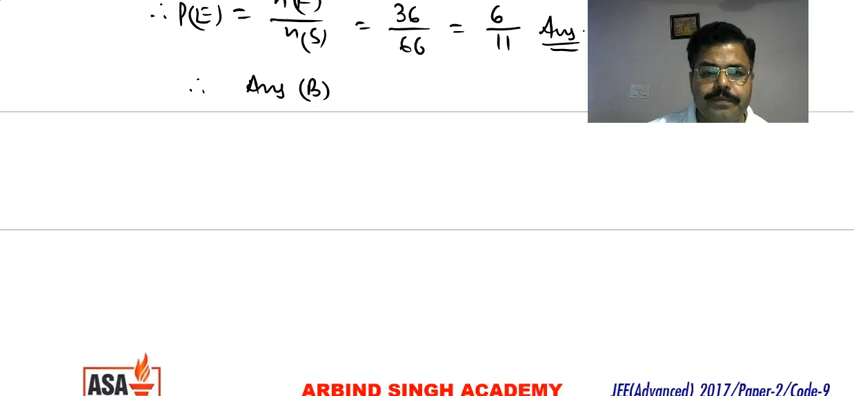 ∴ P(E) = n(E)/n(S) = 36/66 = 6/11 Ans.
∴ Ans (B)
ASA
ARBIND SINGH ACADEMY
JEE(Advanced) 2017/Paper-2/Code-9